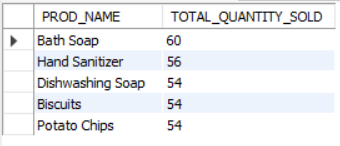 PROD_NAME TOTAL_QUANTITY_SOLD
Bath Soap 60
Hand Sanitizer 56
Dishwashing Soap 54
Biscuits 54
Potato Chips 54